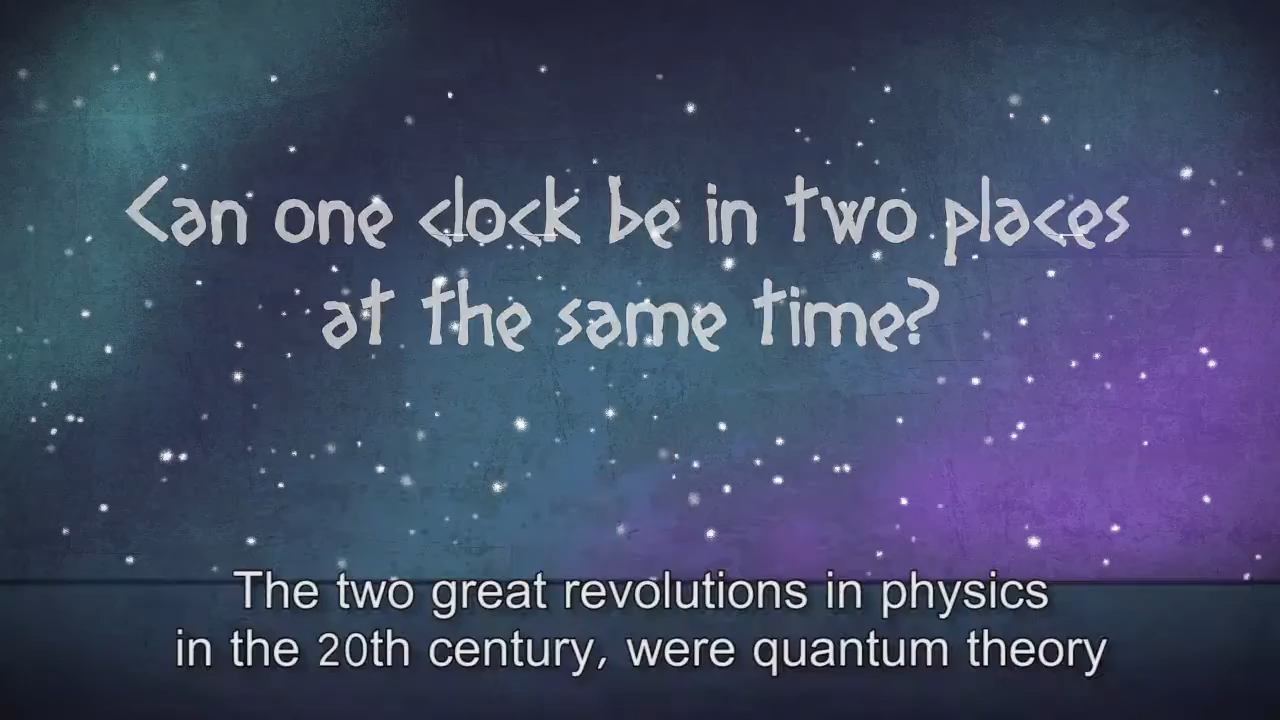 Can one clock be in two places
at the same time?
The two great revolutions in physics
in the 20th century, were quantum theory